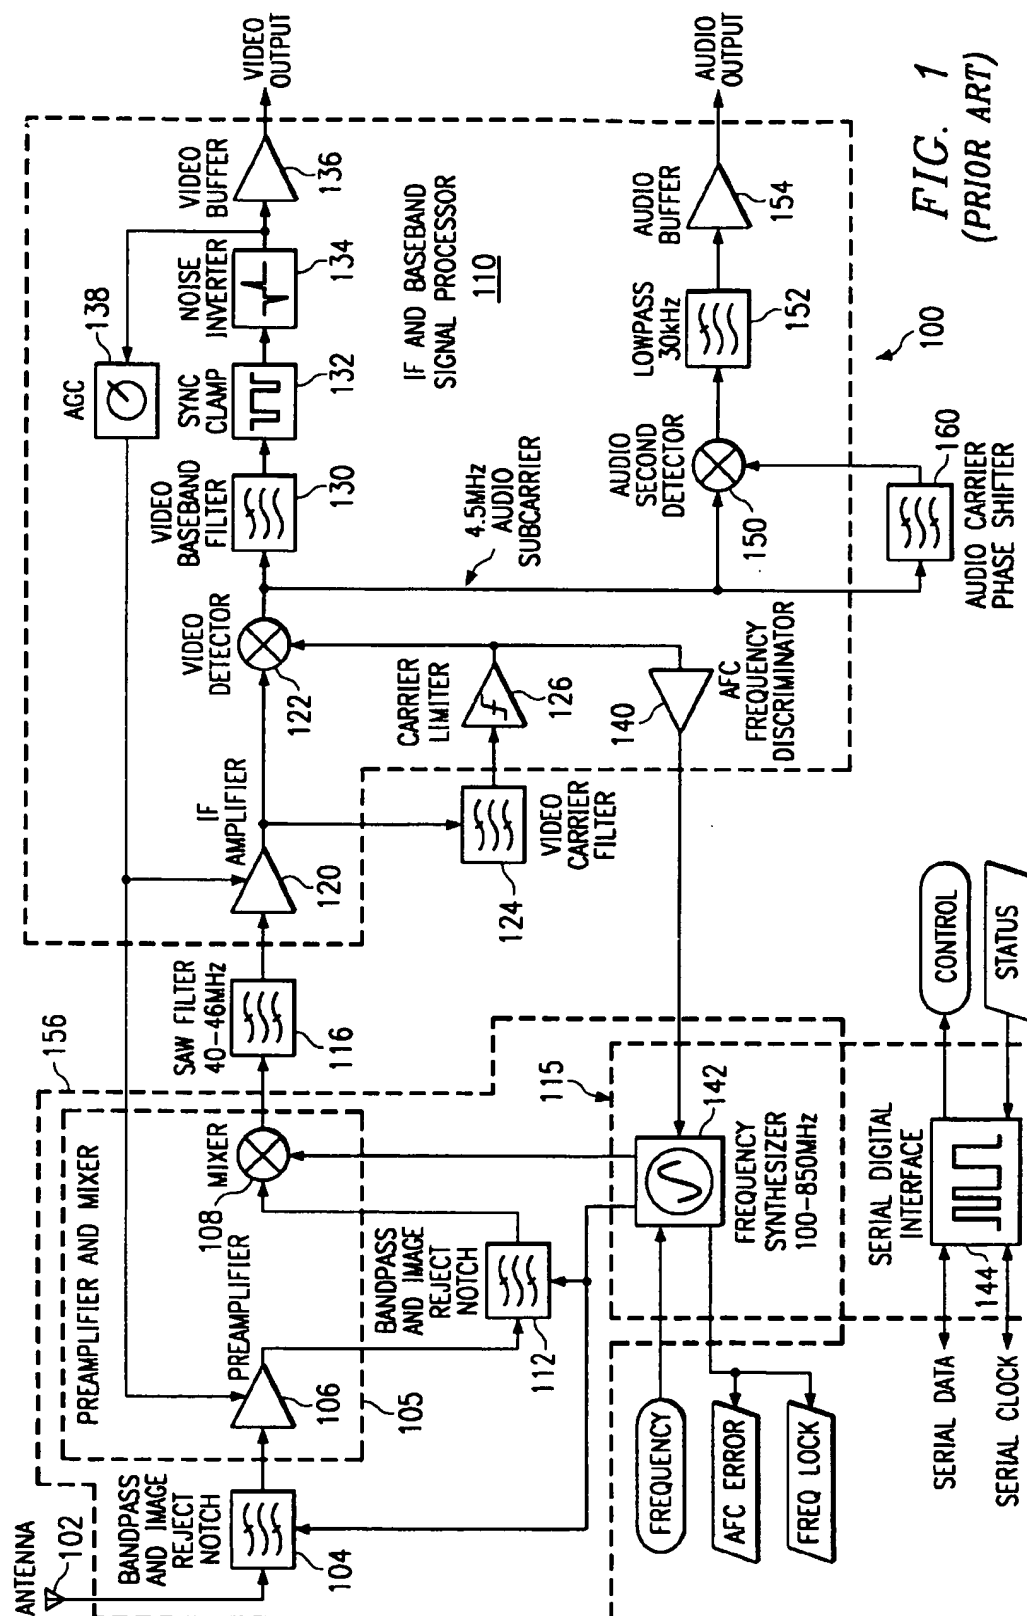 ANTENNA
102
BANDPASS
AND IMAGE
REJECT
NOTCH
104
156
PREAMPLIFIER AND MIXER
PREAMPLIFIER
106
105
MIXER
108
BANDPASS
AND IMAGE
REJECT
NOTCH
112
SAW FILTER
40-46MHz
116
IF
AMPLIFIER
120
VIDEO
DETECTOR
122
VIDEO
CARRIER
FILTER
124
CARRIER
LIMITER
126
VIDEO
BASEBAND
FILTER
130
SYNC
CLAMP
132
NOISE
INVERTER
134
VIDEO
BUFFER
136
VIDEO
OUTPUT
AGC
138
IF AND BASEBAND
SIGNAL PROCESSOR
110
4.5MHz
AUDIO
SUBCARRIER
140
AFC
FREQUENCY
DISCRIMINATOR
AUDIO
SECOND
DETECTOR
150
LOWPASS
30kHz
152
AUDIO
BUFFER
154
AUDIO
OUTPUT
160
AUDIO CARRIER
PHASE SHIFTER
100
115
142
FREQUENCY
SYNTHESIZER
100-850MHz
FREQUENCY
AFC ERROR
FREQ LOCK
SERIAL DIGITAL
INTERFACE
144
SERIAL DATA
SERIAL CLOCK
CONTROL
STATUS
FIG. 1
(PRIOR ART)